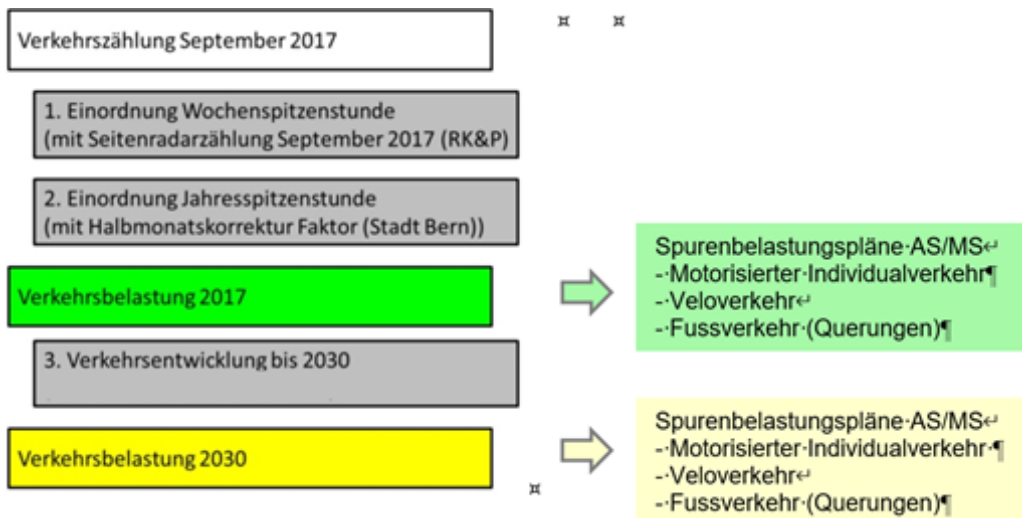 Verkehrszählung September 2017
1. Einordnung Wochenspitzenstunde
(mit Seitenradarzählung September 2017 (RK&P)
2. Einordnung Jahresspitzenstunde
(mit Halbmonatskorrektur Faktor (Stadt Bern))
Verkehrsbelastung 2017
Spurenbelastungspläne·AS/MS↵
-·Motorisierter·Individualverkehr¶
-·Veloverkehr↵
-·Fussverkehr·(Querungen)¶
3. Verkehrsentwicklung bis 2030
Verkehrsbelastung 2030
Spurenbelastungspläne·AS/MS↵
-·Motorisierter·Individualverkehr·¶
-·Veloverkehr↵
-·Fussverkehr·(Querungen)¶